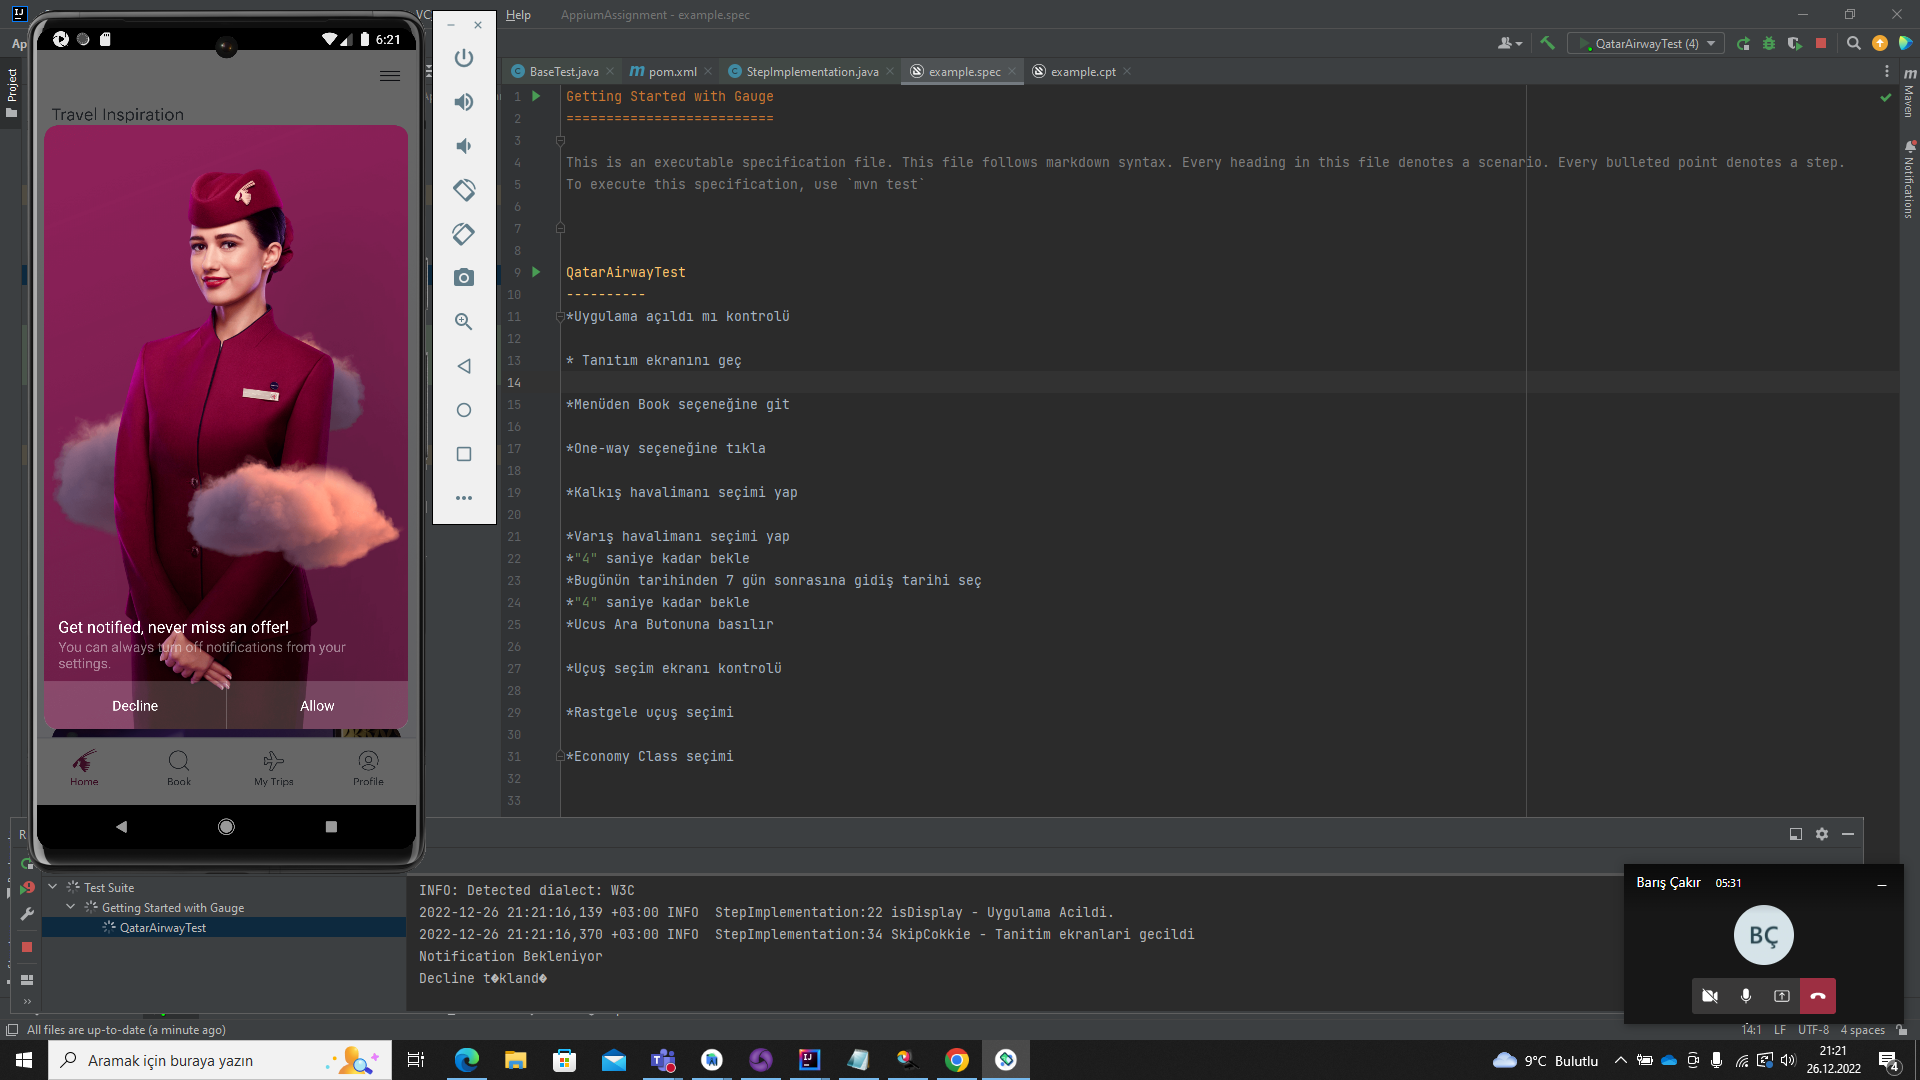 Help
AppiumAssignment - example.spec
QatarAirwayTest (4)
Project
BaseTest.java
pom.xml
StepImplementation.java
example.spec
example.cpt
Maven
Notifications
6:21
Travel Inspiration
Get notified, never miss an offer!
You can always turn off notifications from your
settings.
Decline
Allow
Home
Book
My Trips
Profile
1 Getting Started with Gauge
2 ==========================
3
4 This is an executable specification file. This file follows markdown syntax. Every heading in this file denotes a scenario. Every bulleted point denotes a step.
5 To execute this specification, use `mvn test`
6
7
8
9 QatarAirwayTest
10 ----------
11 *Uygulama açıldı mı kontrolü
12
13 * Tanıtım ekranını geç
14
15 *Menüden Book seçeneğine git
16
17 *One-way seçeneğine tıkla
18
19 *Kalkış havalimanı seçimi yap
20
21 *Varış havalimanı seçimi yap
22 *"4" saniye kadar bekle
23 *Bugünün tarihinden 7 gün sonrasına gidiş tarihi seç
24 *"4" saniye kadar bekle
25 *Ucus Ara Butonuna basılır
26
27 *Uçuş seçim ekranı kontrolü
28
29 *Rastgele uçuş seçimi
30
31 *Economy Class seçimi
32
33
Test Suite
Getting Started with Gauge
QatarAirwayTest
INFO: Detected dialect: W3C
2022-12-26 21:21:16,139 +03:00 INFO  StepImplementation:22 isDisplay - Uygulama Acildi.
2022-12-26 21:21:16,370 +03:00 INFO  StepImplementation:34 SkipCokkie - Tanitim ekranlari gecildi
Notification Bekleniyor
Decline t�kland�
Barış Çakır 05:31
BÇ
All files are up-to-date (a minute ago)
14:1 LF UTF-8 4 spaces
Aramak için buraya yazın
9°C Bulutlu
21:21
26.12.2022
4